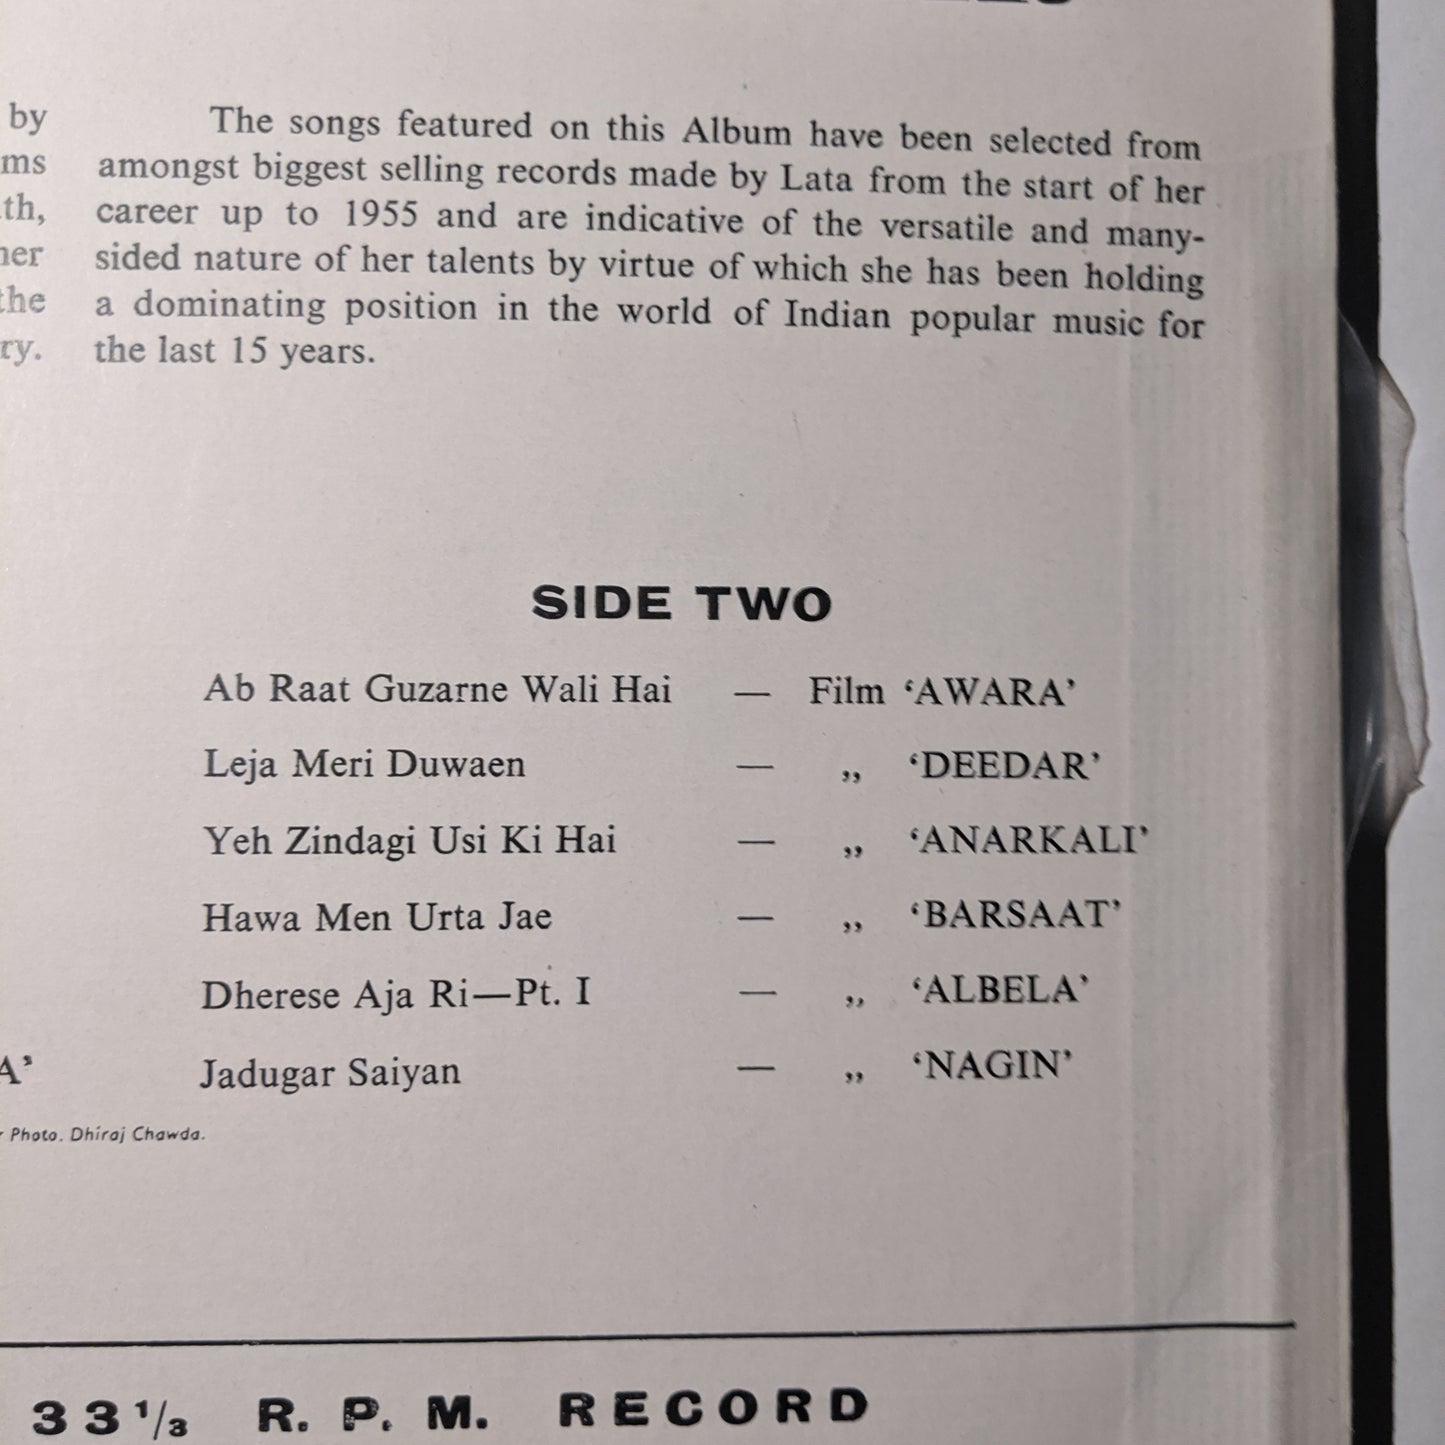 by
ms
th,
her
the
ry.
The songs featured on this Album have been selected from
amongst biggest selling records made by Lata from the start of her
career up to 1955 and are indicative of the versatile and many-
sided nature of her talents by virtue of which she has been holding
a dominating position in the world of Indian popular music for
the last 15 years.
SIDE TWO
Ab Raat Guzarne Wali Hai — Film ‘AWARA’
Leja Meri Duwaen — ,, ‘DEEDAR’
Yeh Zindagi Usi Ki Hai — ,, ‘ANARKALI’
Hawa Men Urta Jae — ,, ‘BARSAAT’
Dherese Aja Ri—Pt. I — ,, ‘ALBELA’
A’ Jadugar Saiyan — ,, ‘NAGIN’
Photo. Dhiraj Chawda.
33 1/3 R. P. M. RECORD